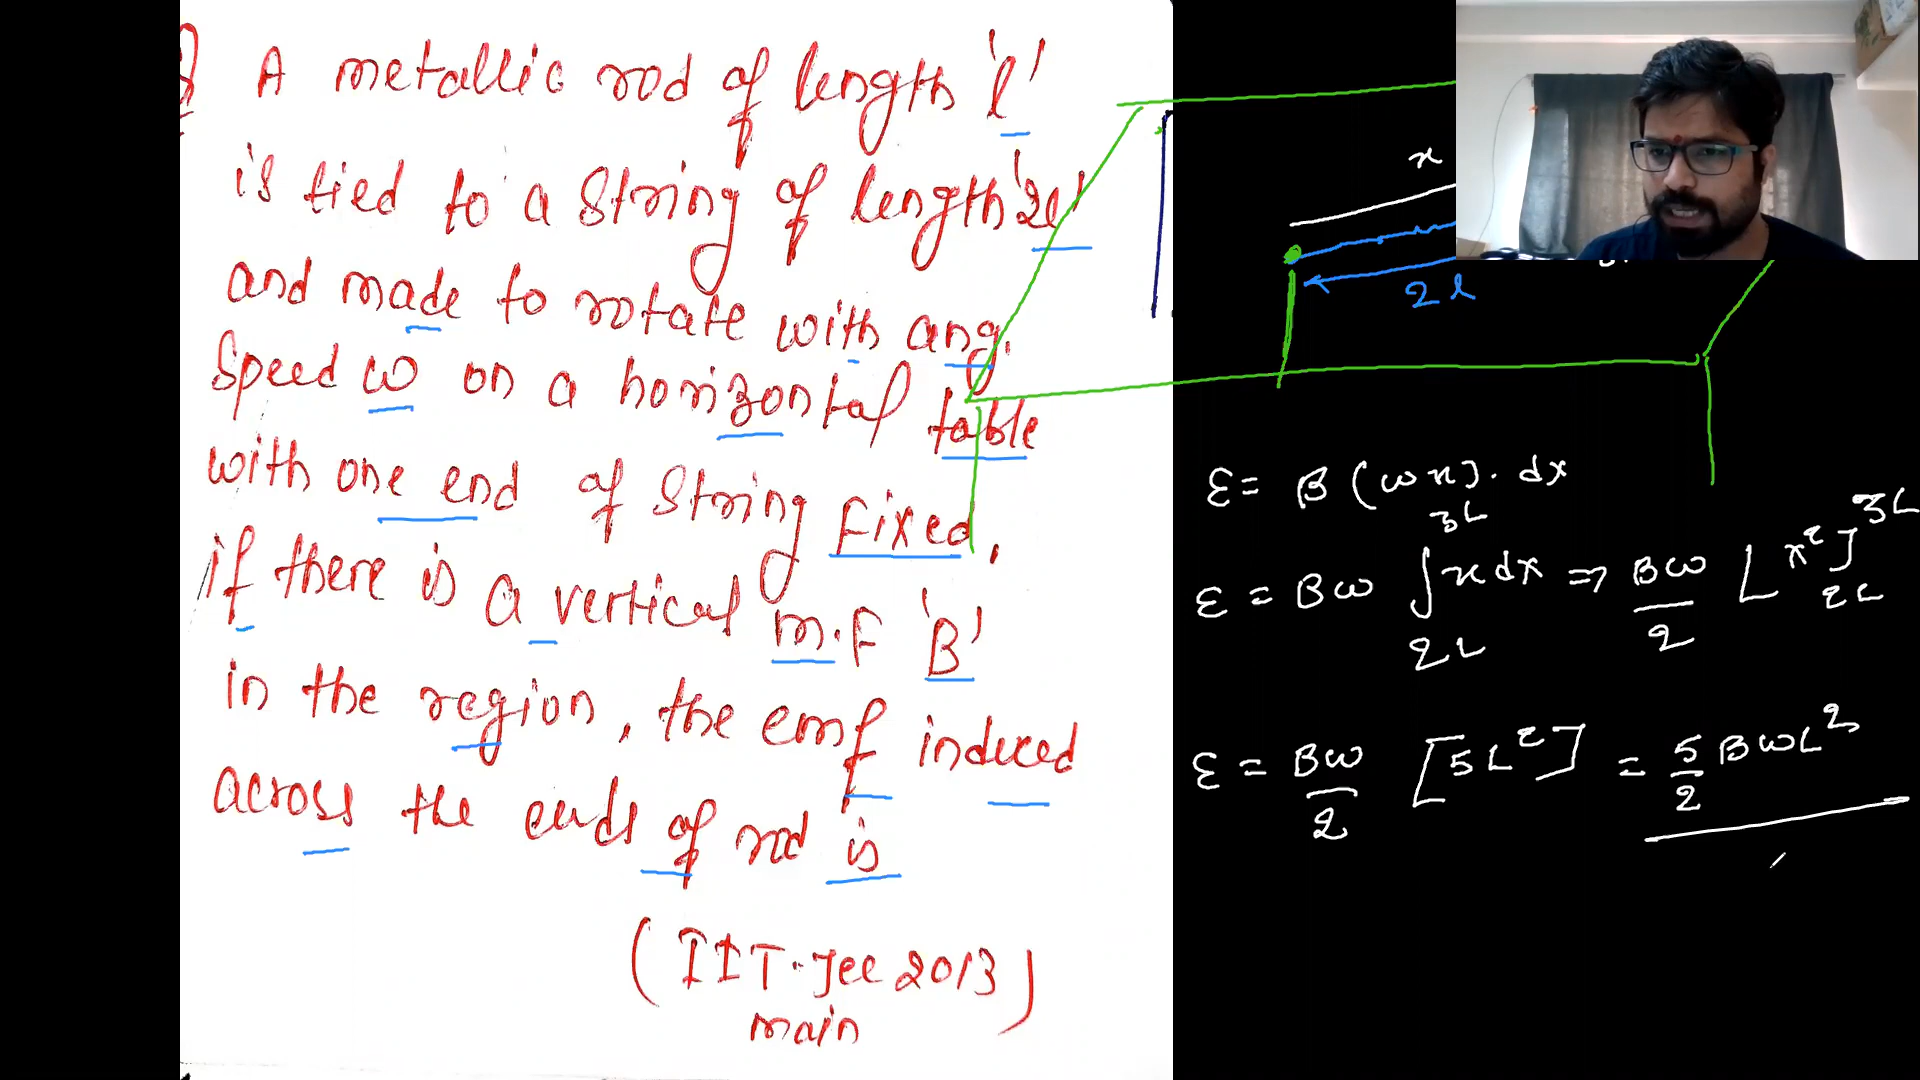 Q A metallic rod of length 'l'
is tied to a string of length '2l'
and made to rotate with ang.
Speed ω on a horizontal table
with one end of string fixed,
if there is a vertical m.F 'B'
in the region, the emf induced
across the ends of rod is
(IIT-Jee 2013)
main
x
2l
ε = B (ωx). dx
ε = Bω ∫ x dx ⇒ Bω/2 [x²]
3L
2L
3L
2L
ε = Bω/2 [5L²] = 5/2 BωL²